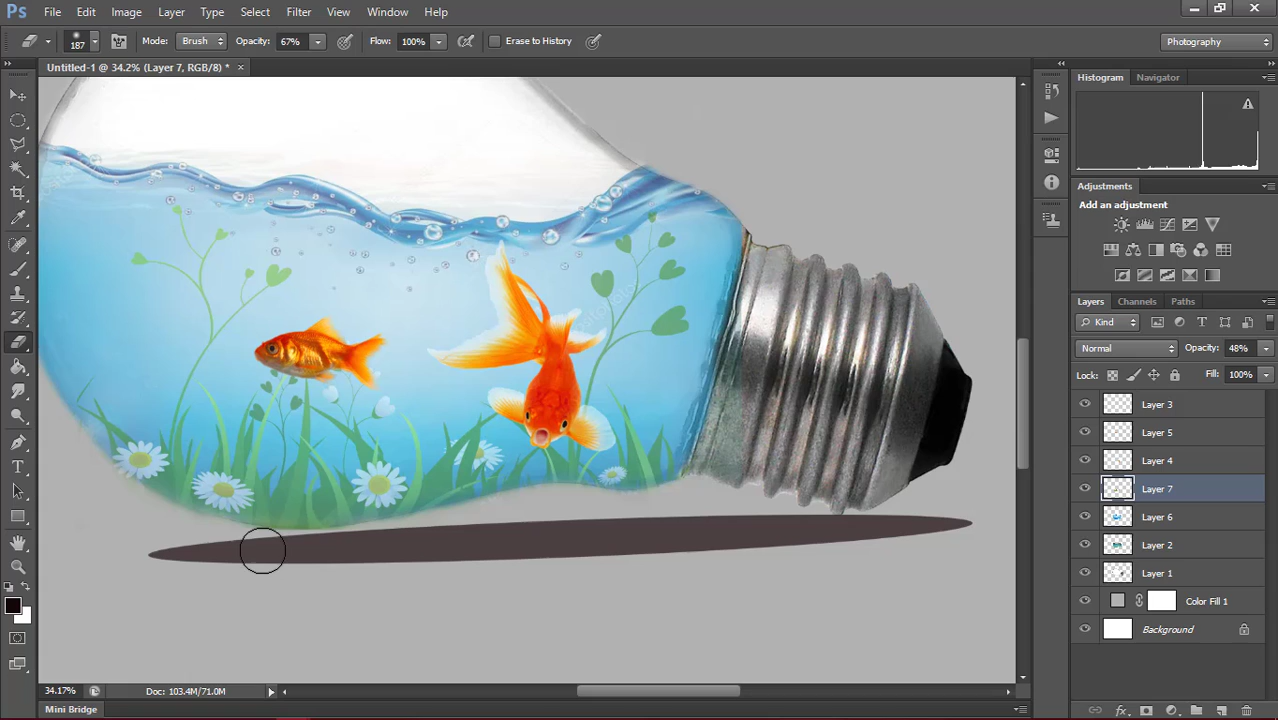 Ps File Edit Image Layer Type Select Filter View Window Help
187 Mode: Brush Opacity: 67% Flow: 100% Erase to History Photography
Untitled-1 @ 34.2% (Layer 7, RGB/8) * ×
Histogram Navigator
Adjustments
Add an adjustment
Layers Channels Paths
Kind
Normal Opacity: 48%
Lock: Fill: 100%
Layer 3
Layer 5
Layer 4
Layer 7
Layer 6
Layer 2
Layer 1
Color Fill 1
Background
34.17% Doc: 103.4M/71.0M
Mini Bridge